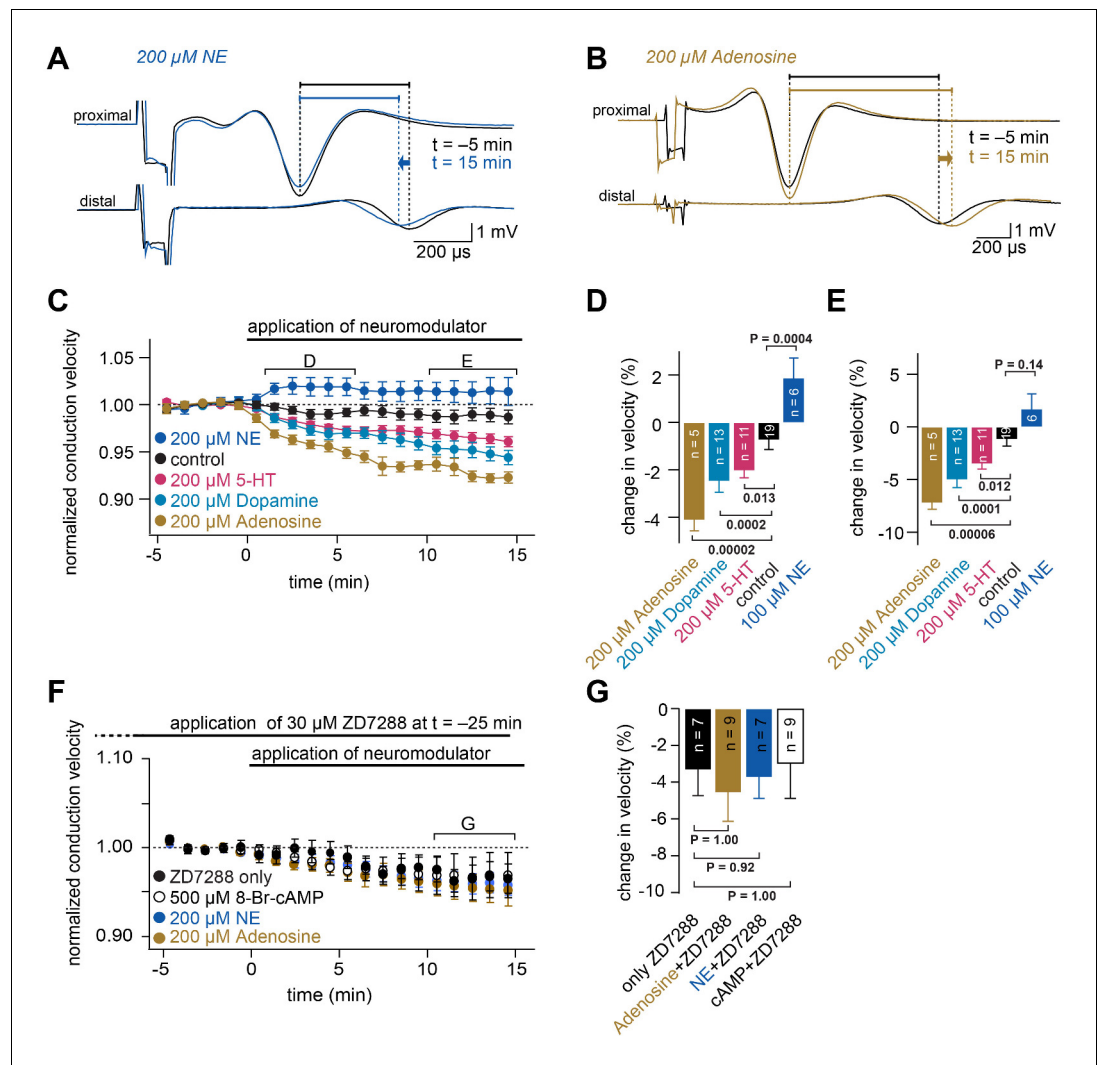 A
200 µM NE
proximal
t = –5 min
t = 15 min
distal
1 mV
200 µs
B
200 µM Adenosine
proximal
t = –5 min
t = 15 min
distal
1 mV
200 µs
C
application of neuromodulator
normalized conduction velocity
1.05
1.00
0.95
0.90
D
E
200 µM NE
control
200 µM 5-HT
200 µM Dopamine
200 µM Adenosine
-5
0
5
10
15
time (min)
D
change in velocity (%)
2
0
-2
-4
P = 0.0004
n = 5
n = 13
n = 11
19
n = 6
0.013
0.0002
0.00002
200 µM Adenosine
200 µM Dopamine
200 µM 5-HT
control
100 µM NE
E
change in velocity (%)
5
0
-5
-10
P = 0.14
n = 5
n = 13
n = 11
19
6
0.012
0.0001
0.00006
200 µM Adenosine
200 µM Dopamine
200 µM 5-HT
control
100 µM NE
F
application of 30 µM ZD7288 at t = –25 min
application of neuromodulator
normalized conduction velocity
1.10
1.00
0.90
G
ZD7288 only
500 µM 8-Br-cAMP
200 µM NE
200 µM Adenosine
-5
0
5
10
15
time (min)
G
change in velocity (%)
0
-2
-4
-6
-8
-10
n = 7
n = 9
n = 7
n = 9
P = 1.00
P = 0.92
P = 1.00
only ZD7288
Adenosine+ZD7288
NE+ZD7288
cAMP+ZD7288